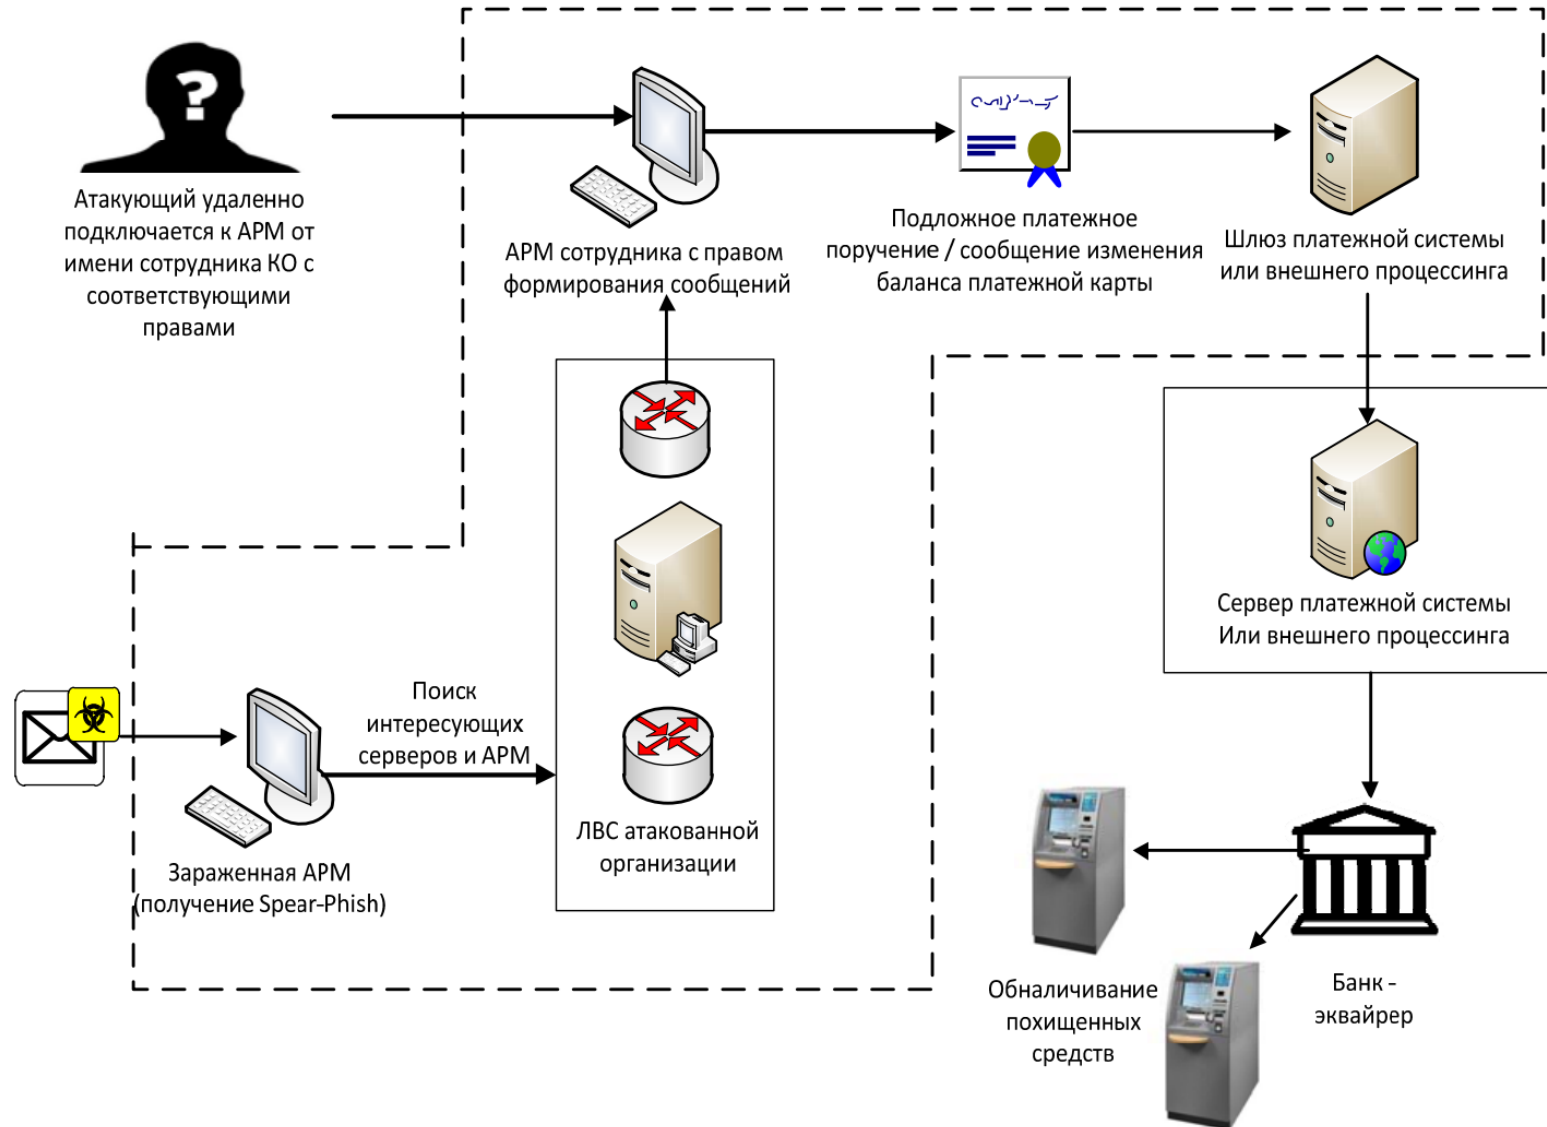 Атакующий удаленно
подключается к АРМ от
имени сотрудника КО с
соответствующими
правами
АРМ сотрудника с правом
формирования сообщений
Подложное платежное
поручение / сообщение изменения
баланса платежной карты
Шлюз платежной системы
или внешнего процессинга
Сервер платежной системы
Или внешнего процессинга
Поиск
интересующих
серверов и АРМ
Зараженная АРМ
(получение Spear-Phish)
ЛВС атакованной
организации
Обналичивание
похищенных
средств
Банк -
эквайрер